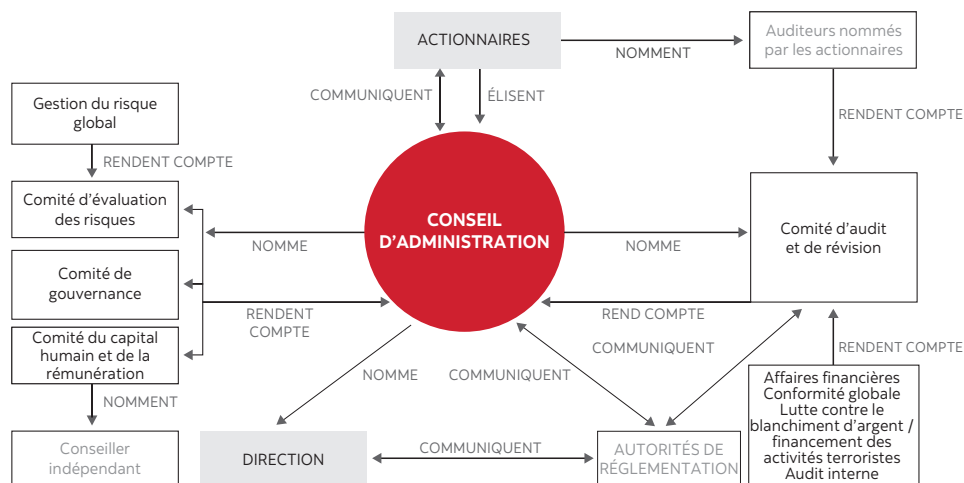 ACTIONNAIRES
NOMMENT
Auditeurs nommés
par les actionnaires
COMMUNIQUENT
ÉLISENT
RENDENT COMPTE
Gestion du risque
global
RENDENT COMPTE
Comité d'évaluation
des risques
NOMME
CONSEIL
D'ADMINISTRATION
NOMME
Comité d'audit
et de révision
Comité de
gouvernance
RENDENT
COMPTE
REND COMPTE
Comité du capital
humain et de la
rémunération
NOMME
COMMUNIQUENT
COMMUNIQUENT
RENDENT COMPTE
NOMMENT
Conseiller
indépendant
DIRECTION
COMMUNIQUENT
AUTORITÉS DE
RÉGLEMENTATION
Affaires financières
Conformité globale
Lutte contre le
blanchiment d'argent /
financement des
activités terroristes
Audit interne